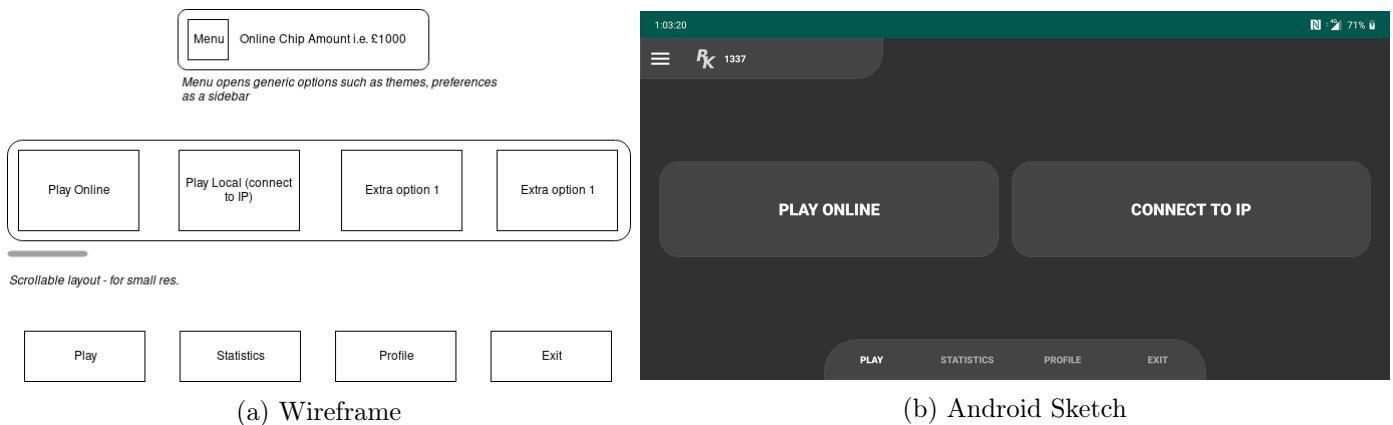 Menu
Online Chip Amount i.e. £1000
Menu opens generic options such as themes, preferences
as a sidebar
Play Online
Play Local (connect
to IP)
Extra option 1
Extra option 1
Scrollable layout - for small res.
Play
Statistics
Profile
Exit
(a) Wireframe
1:03:20
4G
71%
RK
1337
PLAY ONLINE
CONNECT TO IP
PLAY
STATISTICS
PROFILE
EXIT
(b) Android Sketch